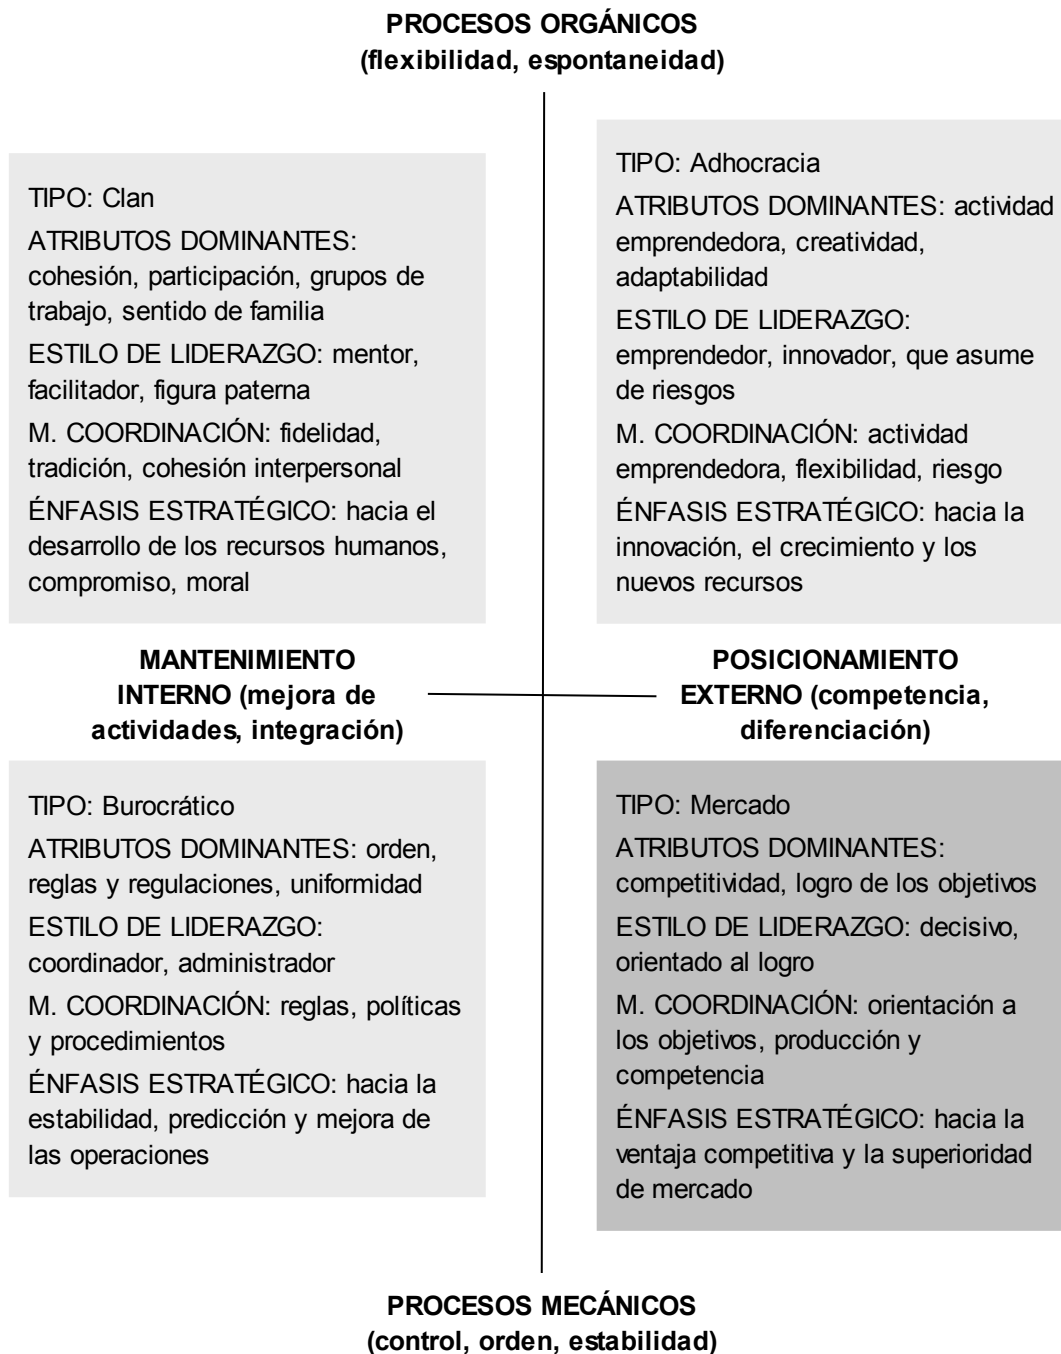 PROCESOS ORGÁNICOS
(flexibilidad, espontaneidad)
TIPO: Clan
ATRIBUTOS DOMINANTES:
cohesión, participación, grupos de
trabajo, sentido de familia
ESTILO DE LIDERAZGO: mentor,
facilitador, figura paterna
M. COORDINACIÓN: fidelidad,
tradición, cohesión interpersonal
ÉNFASIS ESTRATÉGICO: hacia el
desarrollo de los recursos humanos,
compromiso, moral
TIPO: Adhocracia
ATRIBUTOS DOMINANTES: actividad
emprendedora, creatividad,
adaptabilidad
ESTILO DE LIDERAZGO:
emprendedor, innovador, que asume
de riesgos
M. COORDINACIÓN: actividad
emprendedora, flexibilidad, riesgo
ÉNFASIS ESTRATÉGICO: hacia la
innovación, el crecimiento y los
nuevos recursos
MANTENIMIENTO
INTERNO (mejora de
actividades, integración)
POSICIONAMIENTO
EXTERNO (competencia,
diferenciación)
TIPO: Burocrático
ATRIBUTOS DOMINANTES: orden,
reglas y regulaciones, uniformidad
ESTILO DE LIDERAZGO:
coordinador, administrador
M. COORDINACIÓN: reglas, políticas
y procedimientos
ÉNFASIS ESTRATÉGICO: hacia la
estabilidad, predicción y mejora de
las operaciones
TIPO: Mercado
ATRIBUTOS DOMINANTES:
competitividad, logro de los objetivos
ESTILO DE LIDERAZGO: decisivo,
orientado al logro
M. COORDINACIÓN: orientación a
los objetivos, producción y
competencia
ÉNFASIS ESTRATÉGICO: hacia la
ventaja competitiva y la superioridad
de mercado
PROCESOS MECÁNICOS
(control, orden, estabilidad)